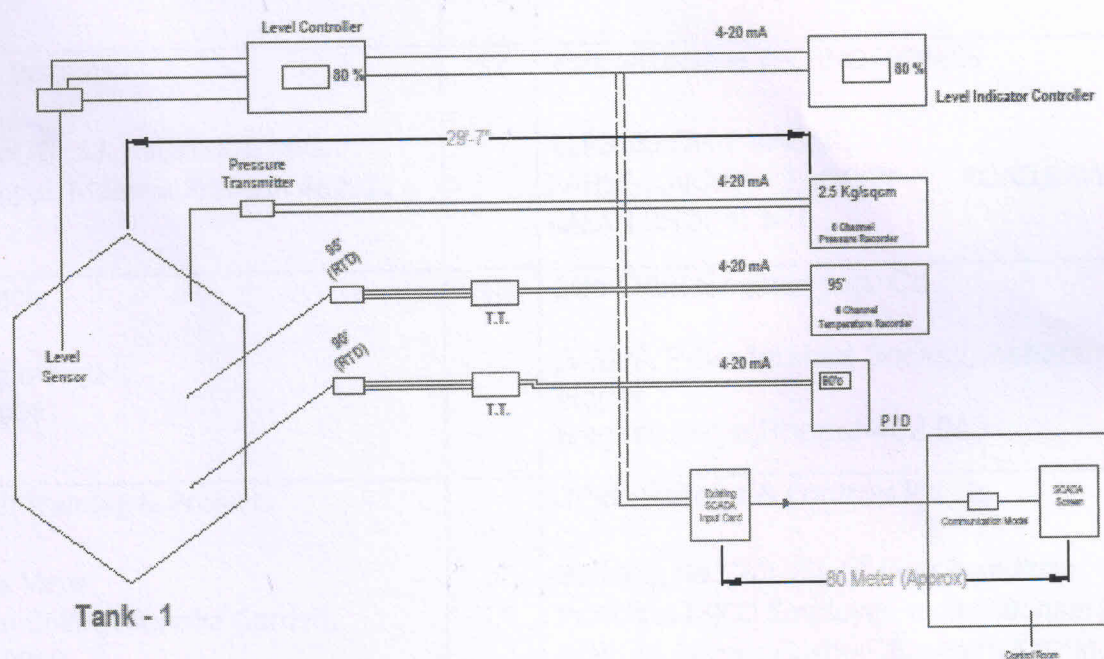 Level Controller
80 %
4-20 mA
80 %
Level Indicator Controller
29'-7"
Pressure
Transmitter
4-20 mA
2.5 Kg/sqcm
6 Channel
Pressure Recorder
(RTD)
4-20 mA
95°
6 Channel
Temperature Recorder
T.T.
Level
Sensor
(RTD)
4-20 mA
T.T.
P I D
Existing
SCADA
Input Card
SCADA
Screen
Communication Model
80 Meter (Approx)
Tank - 1
Control Room